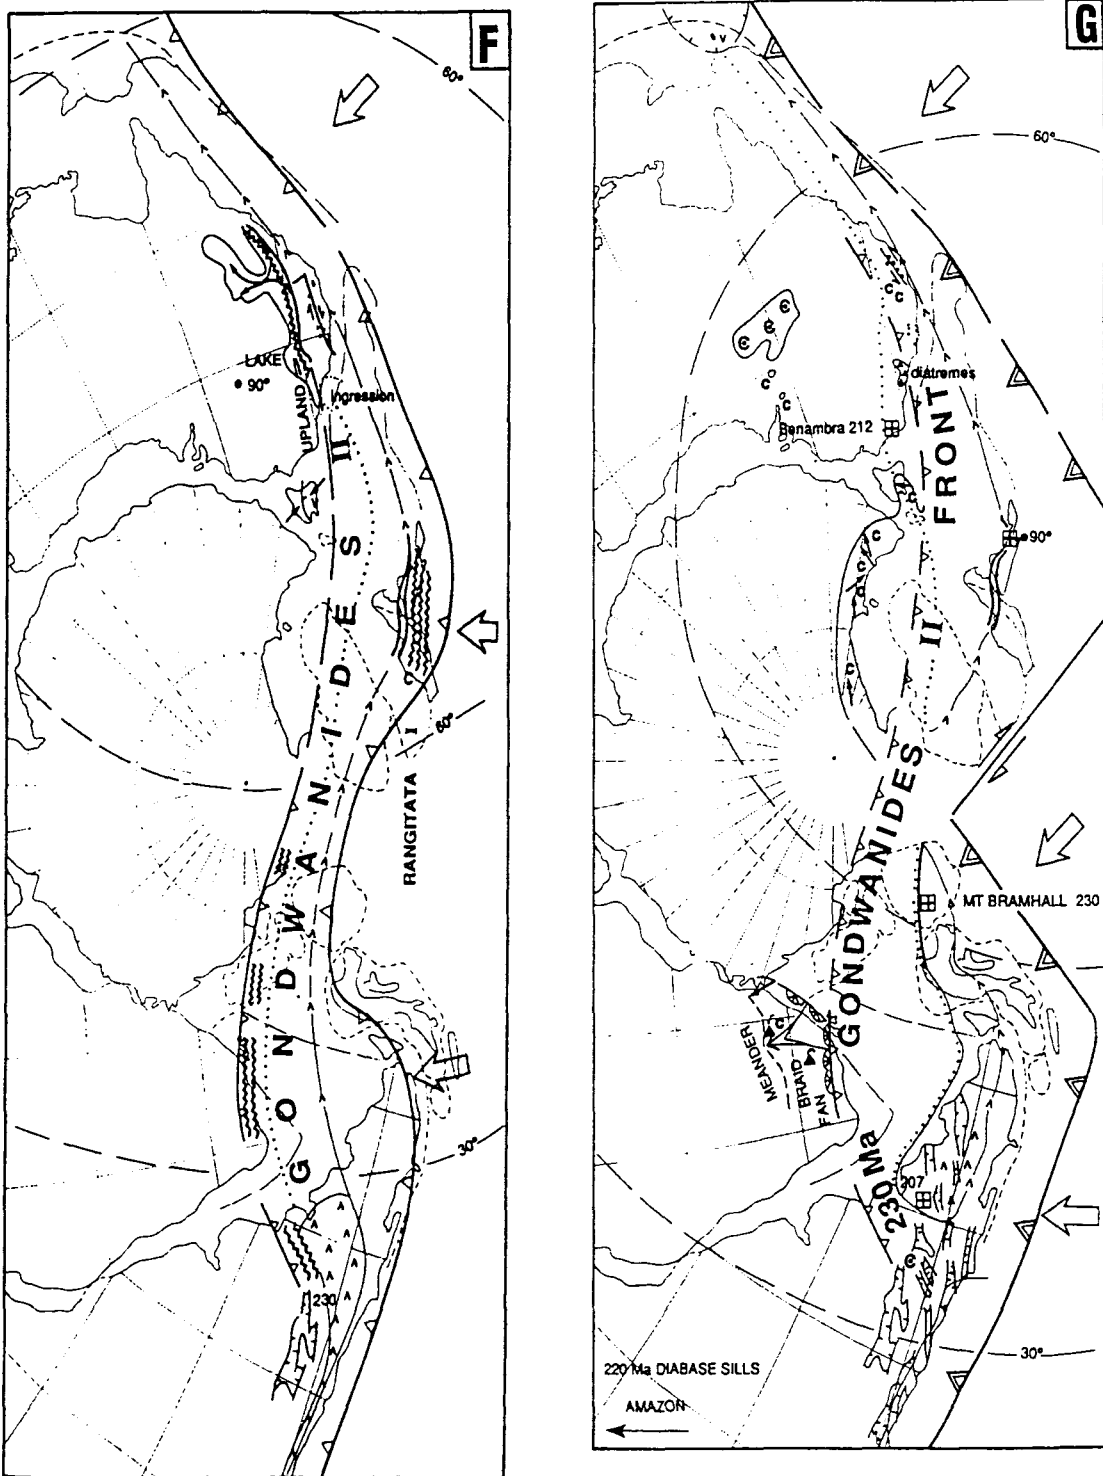 F
60°
LAKE
90°
UPLAND
Ingression
GONDWANIDES II
60°
I
RANGITATA
30°
230
G
V
60°
C
C
C
C
C
C
C
diatremes
C
Benambra 212
FRONT
90°
C
C
C
C
C
II
GONDWANIDES
MT BRAMHALL 230
C
MEANDER
BRAID
FAN
230 Ma
207
C
30°
220 Ma DIABASE SILLS
AMAZON